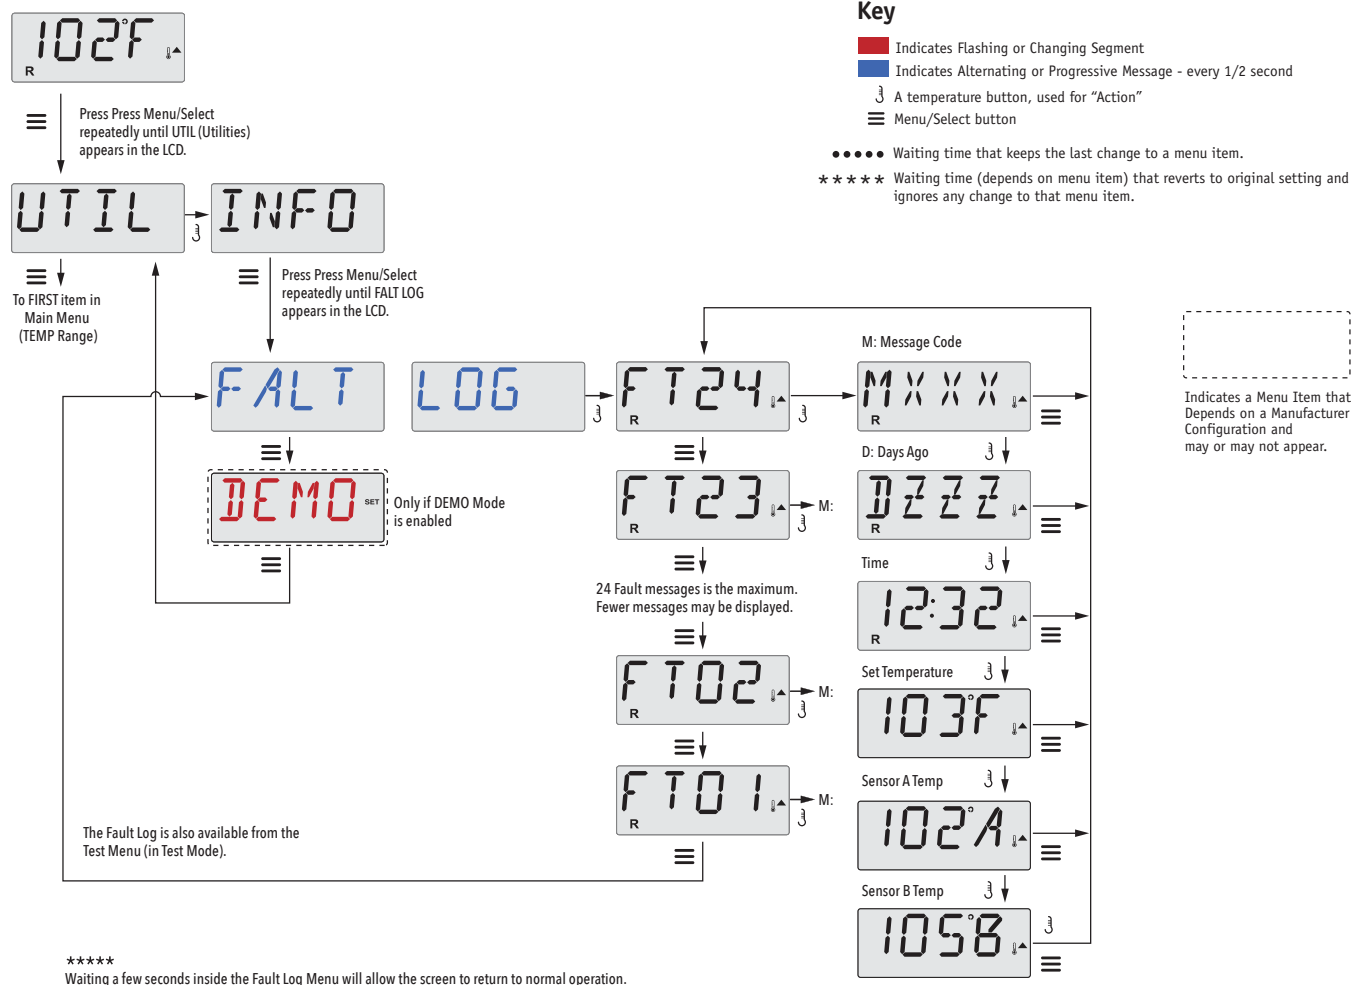 Key
Indicates Flashing or Changing Segment
Indicates Alternating or Progressive Message - every 1/2 second
A temperature button, used for “Action”
Menu/Select button
••••• Waiting time that keeps the last change to a menu item.
***** Waiting time (depends on menu item) that reverts to original setting and
ignores any change to that menu item.
102°F
R
Press Press Menu/Select
repeatedly until UTIL (Utilities)
appears in the LCD.
UTIL
INFO
To FIRST item in
Main Menu
(TEMP Range)
Press Press Menu/Select
repeatedly until FALT LOG
appears in the LCD.
FALT
LOG
DEMO
SET
Only if DEMO Mode
is enabled
FT24
R
FT23
R
M:
24 Fault messages is the maximum.
Fewer messages may be displayed.
FT02
R
M:
FT01
R
M:
M: Message Code
MXXX
R
D: Days Ago
DZZZ
R
Time
12:32
R
Set Temperature
103°F
Sensor A Temp
102°A
Sensor B Temp
105°B
Indicates a Menu Item that
Depends on a Manufacturer
Configuration and
may or may not appear.
The Fault Log is also available from the
Test Menu (in Test Mode).
*****
Waiting a few seconds inside the Fault Log Menu will allow the screen to return to normal operation.